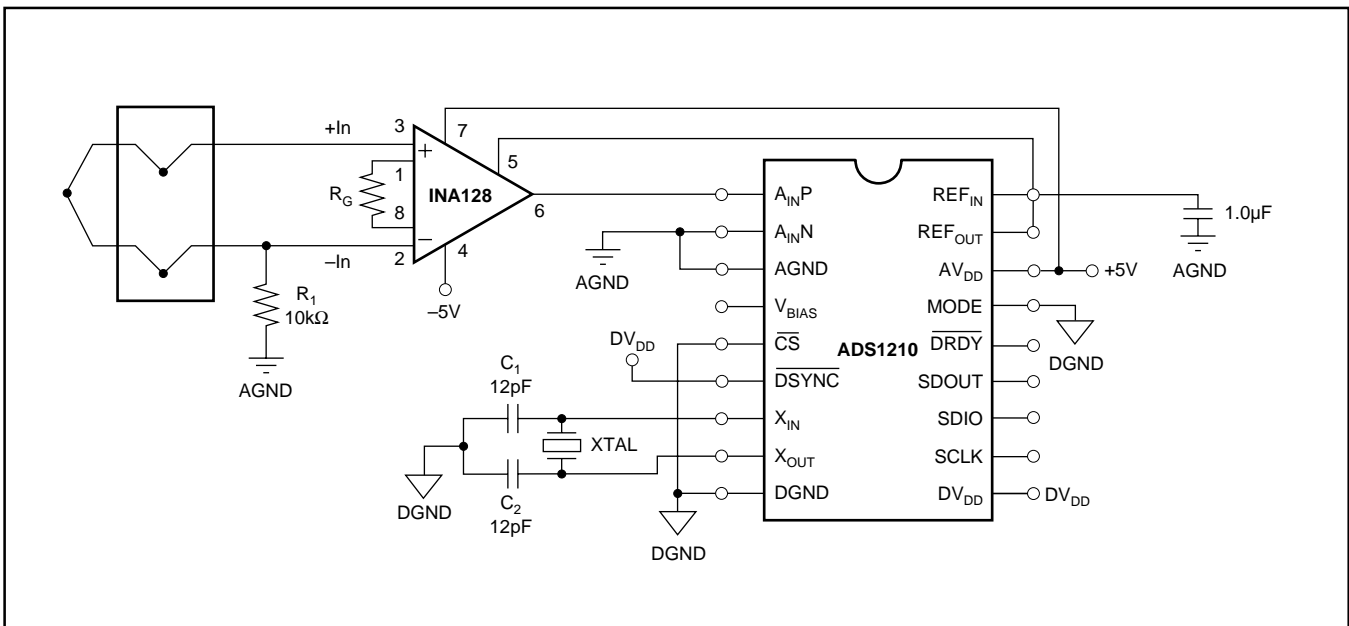 +In
3
7
5
+
1
R_G
8
INA128
6
–
–In
2
4
–5V
R_1
10kΩ
AGND
A_INP
A_INN
AGND
AGND
V_BIAS
CS
DV_DD
DSYNC
C_1
12pF
X_IN
XTAL
X_OUT
DGND
C_2
12pF
DGND
DGND
ADS1210
REF_IN
1.0µF
REF_OUT
AGND
AV_DD
+5V
MODE
DGND
DRDY
SDOUT
SDIO
SCLK
DV_DD
DV_DD